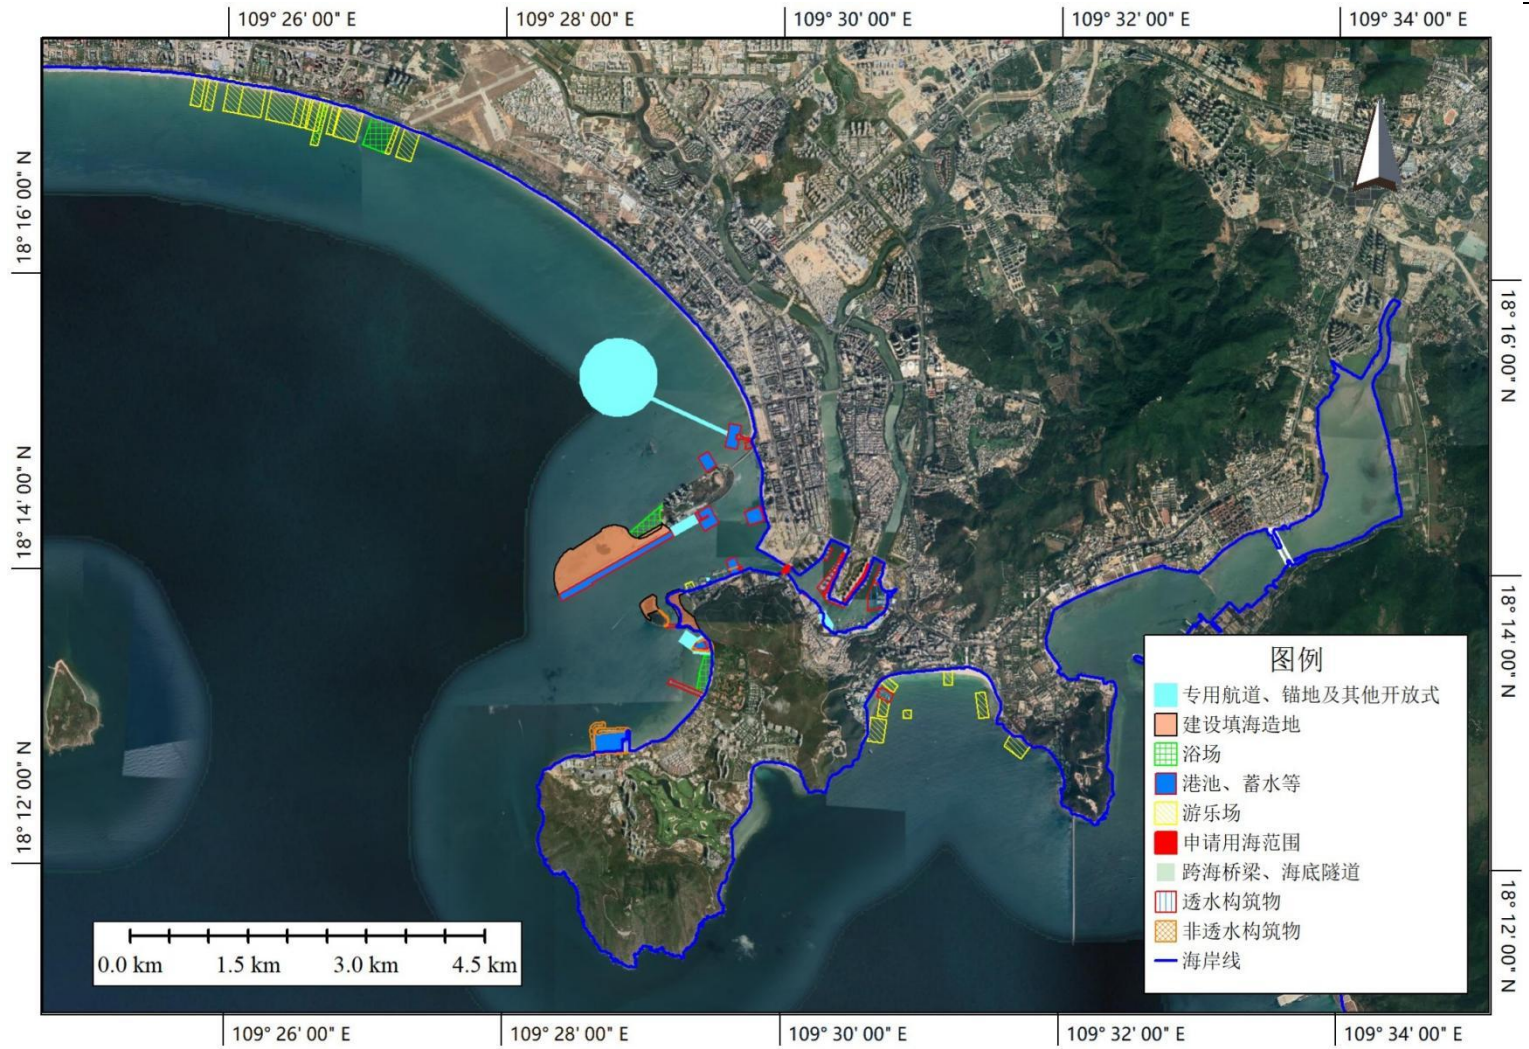 109° 26' 00" E
109° 28' 00" E
109° 30' 00" E
109° 32' 00" E
109° 34' 00" E
18° 16' 00" N
18° 14' 00" N
18° 12' 00" N
18° 16' 00" N
18° 14' 00" N
18° 12' 00" N
图例
专用航道、锚地及其他开放式
建设填海造地
浴场
港池、蓄水等
游乐场
申请用海范围
跨海桥梁、海底隧道
透水构筑物
非透水构筑物
海岸线
0.0 km
1.5 km
3.0 km
4.5 km
109° 26' 00" E
109° 28' 00" E
109° 30' 00" E
109° 32' 00" E
109° 34' 00" E